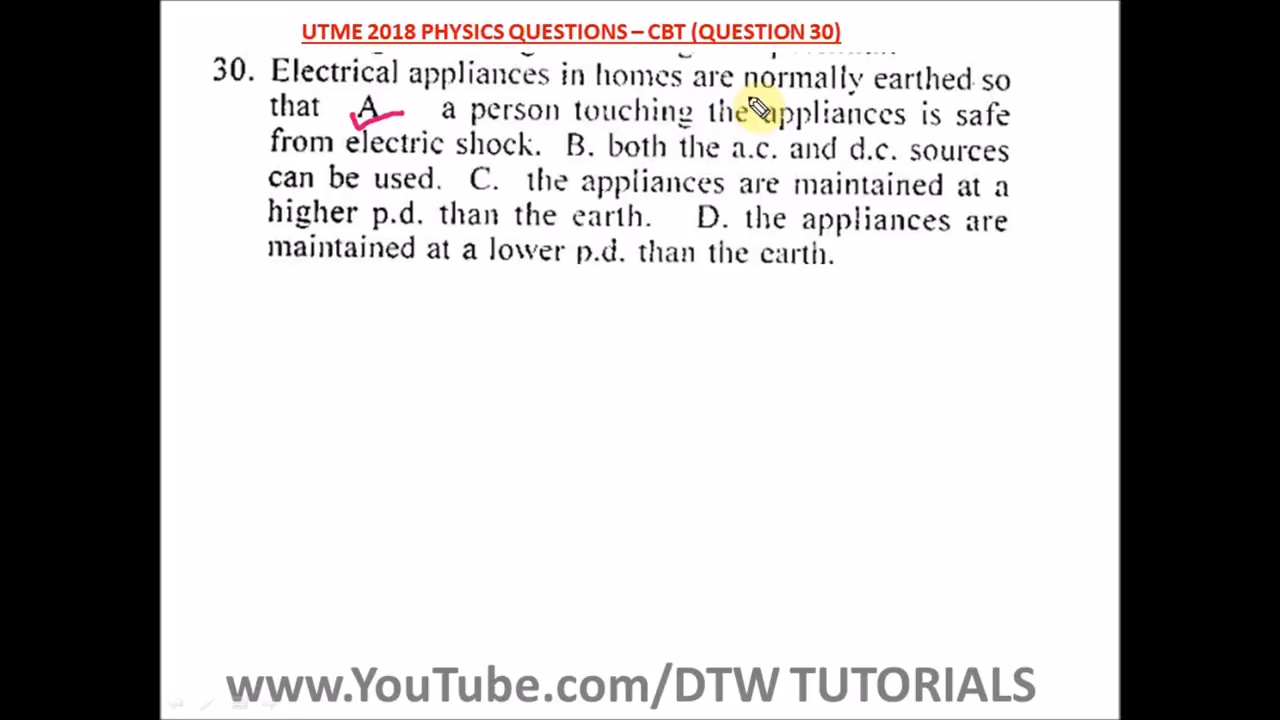 UTME 2018 PHYSICS QUESTIONS – CBT (QUESTION 30)
30. Electrical appliances in homes are normally earthed so
that A a person touching the appliances is safe
from electric shock. B. both the a.c. and d.c. sources
can be used. C. the appliances are maintained at a
higher p.d. than the earth. D. the appliances are
maintained at a lower p.d. than the earth.
www.YouTube.com/DTW TUTORIALS